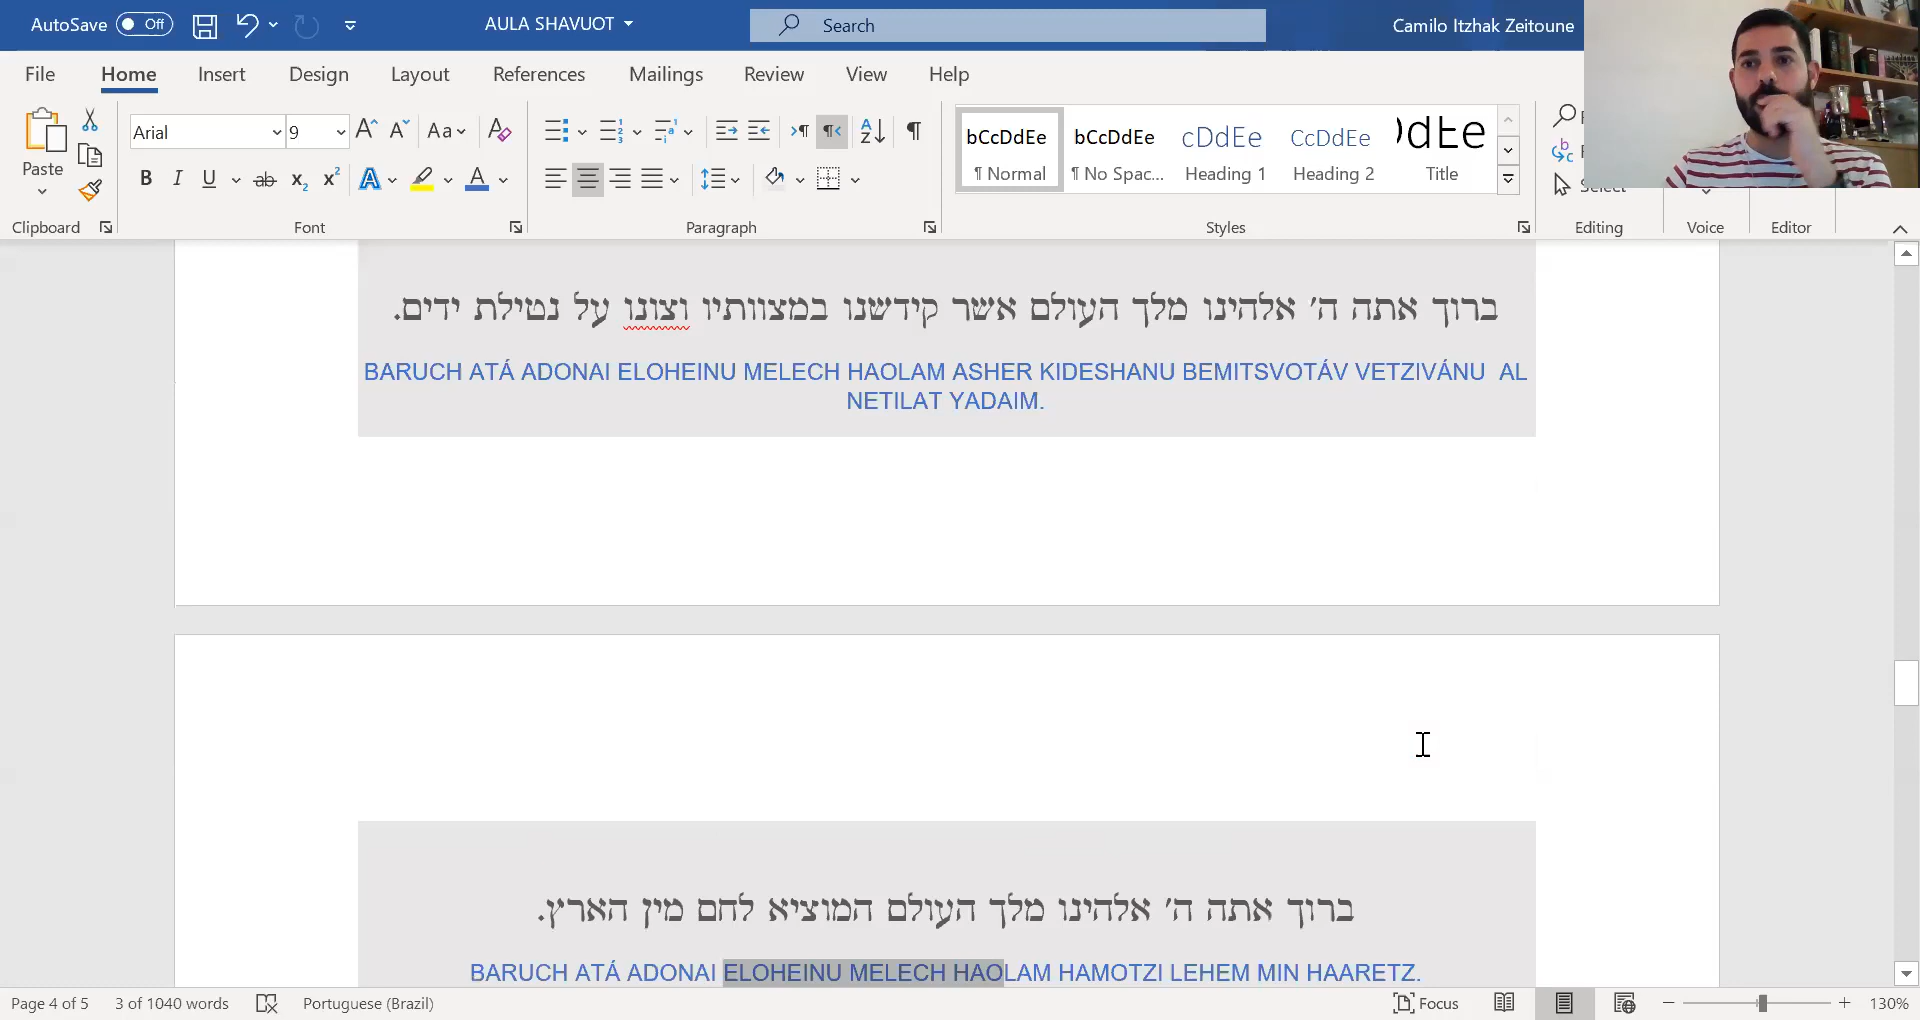 AutoSave Off AULA SHAVUOT Search Camilo Itzhak Zeitoune
File Home Insert Design Layout References Mailings Review View Help
Arial 9 Aa
bCcDdEe bCcDdEe cDdEe CcDdEe
Paste B I U ab x2 x2 A A ¶ Normal ¶ No Spac... Heading 1 Heading 2 Title Select
Clipboard Font Paragraph Styles Editing Voice Editor
ברוך אתה ה' אלהינו מלך העולם אשר קידשנו במצוותיו וצונו על נטילת ידים.
BARUCH ATÁ ADONAI ELOHEINU MELECH HAOLAM ASHER KIDESHANU BEMITSVOTÁV VETZIVÁNU AL
NETILAT YADAIM.
ברוך אתה ה' אלהינו מלך העולם המוציא לחם מין הארץ.
BARUCH ATÁ ADONAI ELOHEINU MELECH HAOLAM HAMOTZI LEHEM MIN HAARETZ.
Page 4 of 5 3 of 1040 words Portuguese (Brazil) Focus 130%